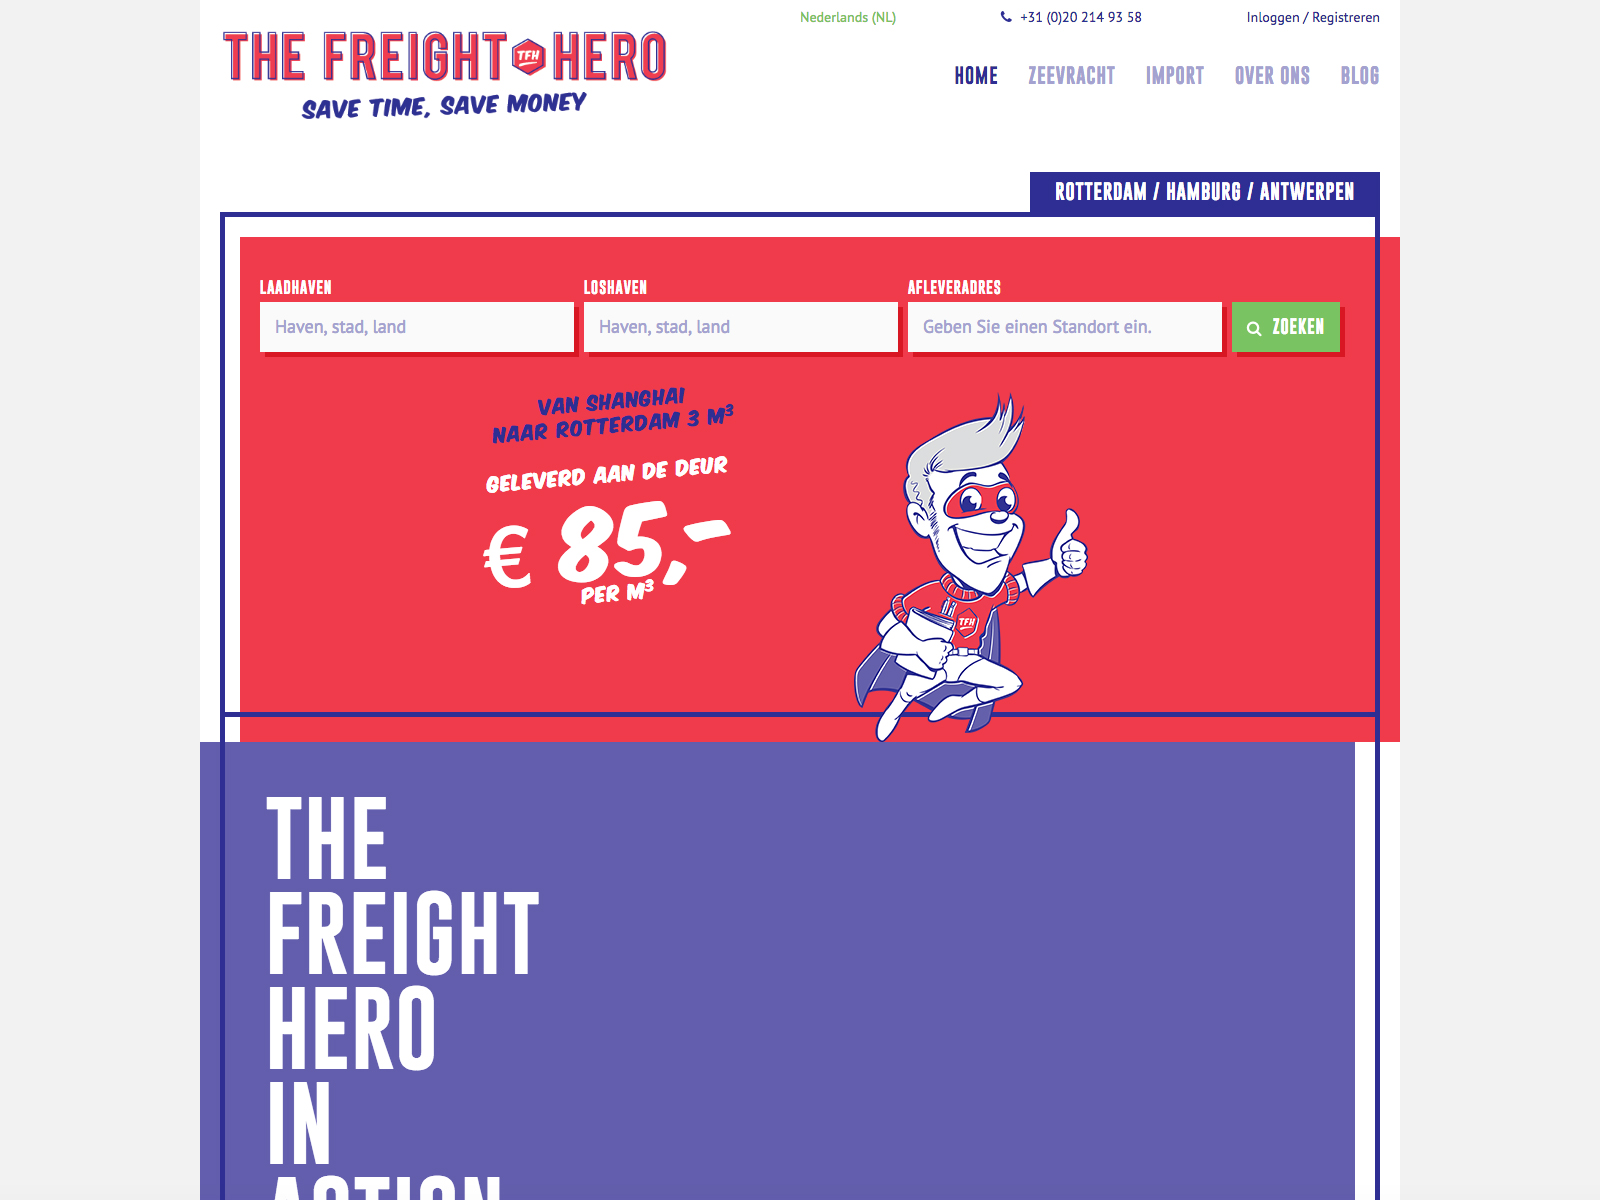 Nederlands (NL)
+31 (0)20 214 93 58
Inloggen / Registreren
THE FREIGHT TFH HERO
SAVE TIME, SAVE MONEY
HOME ZEEVRACHT IMPORT OVER ONS BLOG
ROTTERDAM / HAMBURG / ANTWERPEN
LAADHAVEN LOSHAVEN AFLEVERADRES
Haven, stad, land Haven, stad, land Geben Sie einen Standort ein. ZOEKEN
VAN SHANGHAI
NAAR ROTTERDAM 3 M³
GELEVERD AAN DE DEUR
€ 85,-
PER M³
TFH
THE
FREIGHT
HERO
IN
ACTION